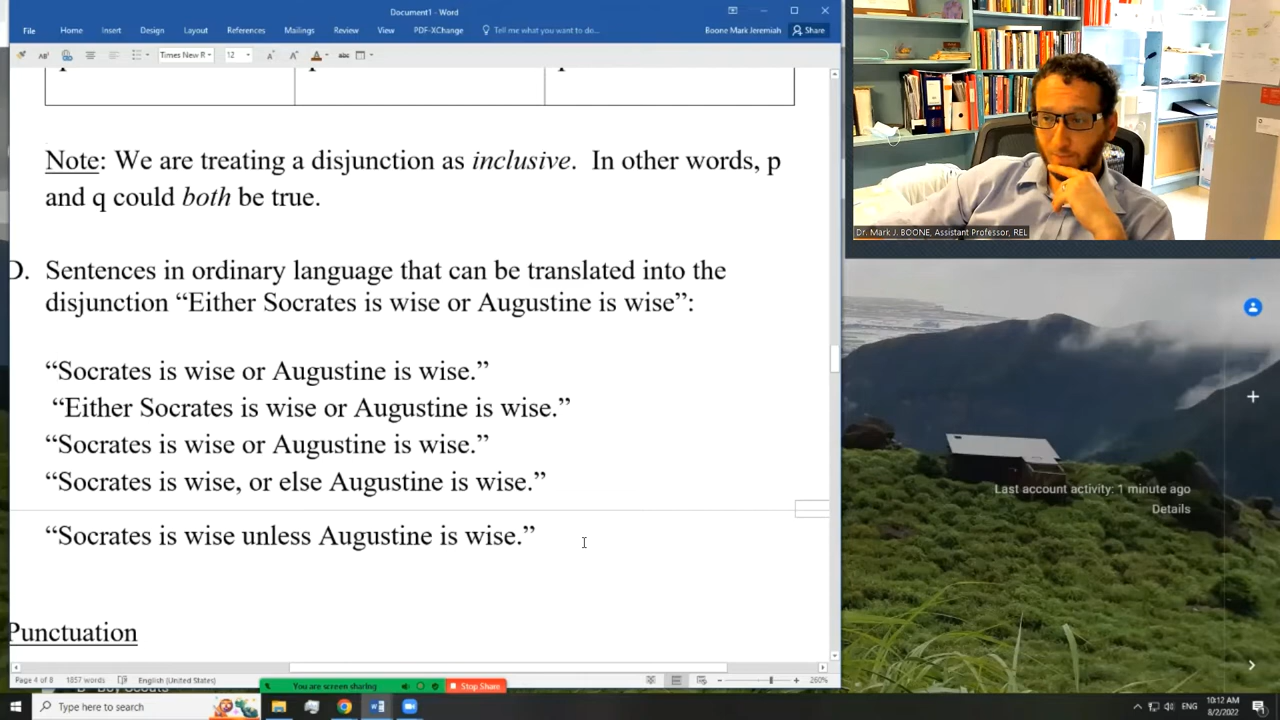 Document1 - Word
File Home Insert Design Layout References Mailings Review View PDF-XChange Tell me what you want to do... Boone Mark Jeremiah Share
Times New R 12
Note: We are treating a disjunction as inclusive. In other words, p
and q could both be true.
D. Sentences in ordinary language that can be translated into the
disjunction “Either Socrates is wise or Augustine is wise”:
“Socrates is wise or Augustine is wise.”
“Either Socrates is wise or Augustine is wise.”
“Socrates is wise or Augustine is wise.”
“Socrates is wise, or else Augustine is wise.”
“Socrates is wise unless Augustine is wise.”
Punctuation
Page 4 of 8 1857 words English (United States) 260%
You are screen sharing Stop Share
Type here to search
Dr. Mark J. BOONE, Assistant Professor, REL
Last account activity: 1 minute ago
Details
ENG
10:12 AM
8/2/2022